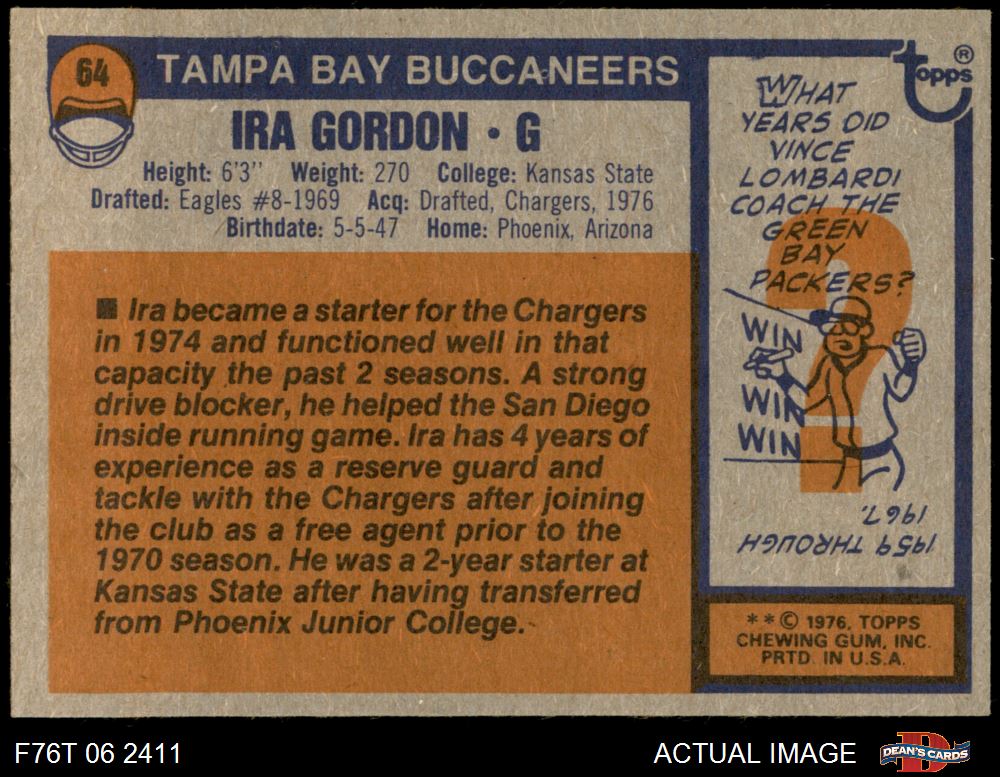 64
TAMPA BAY BUCCANEERS
IRA GORDON • G
Height: 6'3" Weight: 270 College: Kansas State
Drafted: Eagles #8-1969 Acq: Drafted, Chargers, 1976
Birthdate: 5-5-47 Home: Phoenix, Arizona
■ Ira became a starter for the Chargers
in 1974 and functioned well in that
capacity the past 2 seasons. A strong
drive blocker, he helped the San Diego
inside running game. Ira has 4 years of
experience as a reserve guard and
tackle with the Chargers after joining
the club as a free agent prior to the
1970 season. He was a 2-year starter at
Kansas State after having transferred
from Phoenix Junior College.
Topps®
WHAT
YEARS DID
VINCE
LOMBARDI
COACH THE
GREEN
BAY
PACKERS?
WIN
WIN
WIN
1959 THROUGH
1967.
**© 1976, TOPPS
CHEWING GUM, INC.
PRTD. IN U.S.A.
F76T 06 2411
ACTUAL IMAGE
DEAN'S CARDS